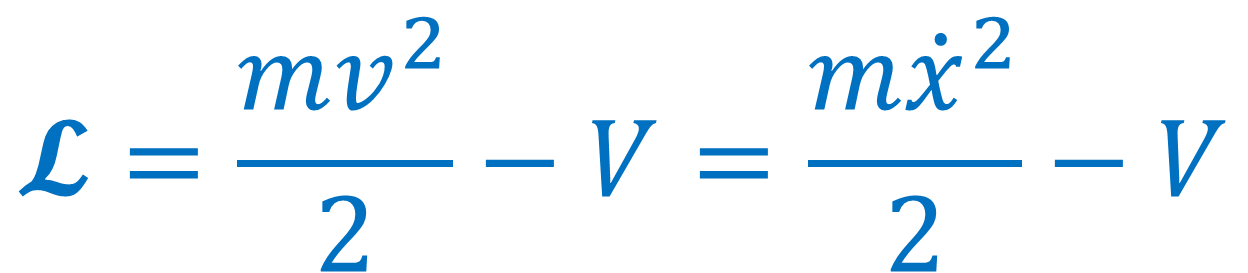 𝓛 = mv²/2 − V = mẋ²/2 − V